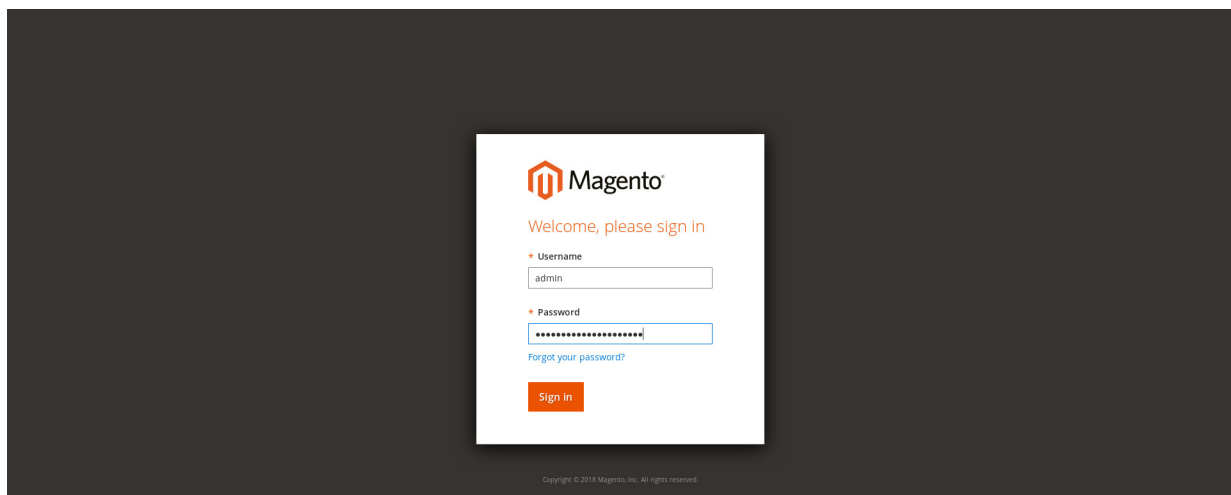 Magento®
Welcome, please sign in
* Username
admin
* Password
•••••••••••••••••••••
Forgot your password?
Sign in
Copyright © 2018 Magento, Inc. All rights reserved.